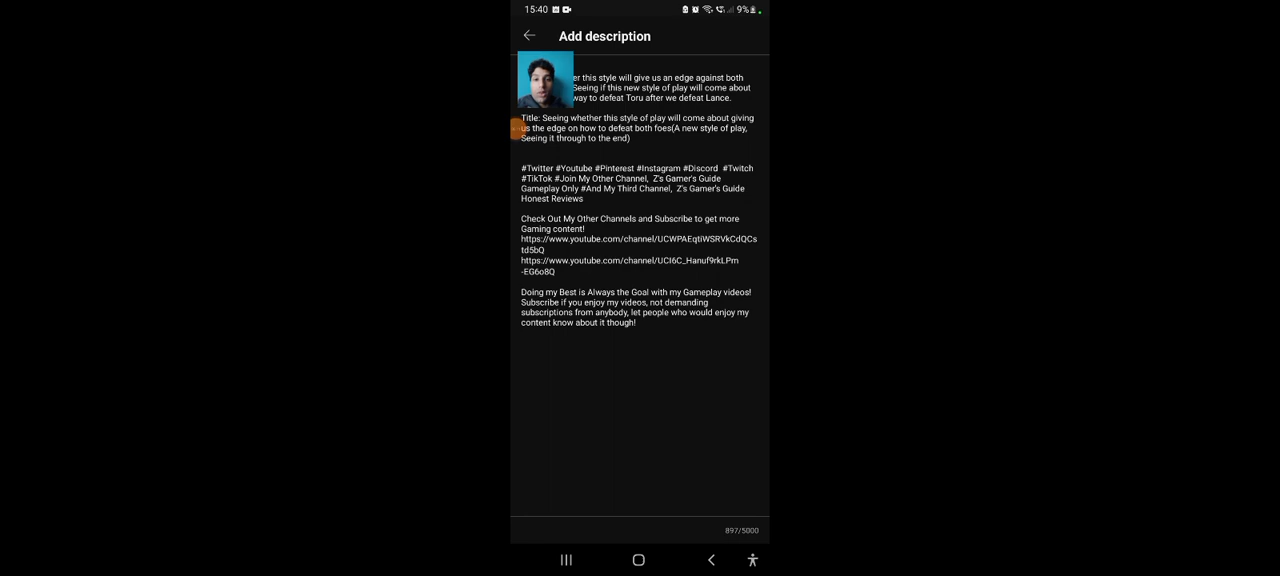 15:40
9%
Add description
er this style will give us an edge against both
Seeing if this new style of play will come about
way to defeat Toru after we defeat Lance.
Title: Seeing whether this style of play will come about giving
us the edge on how to defeat both foes(A new style of play,
Seeing it through to the end)
#Twitter #Youtube #Pinterest #Instagram #Discord #Twitch
#TikTok #Join My Other Channel, Z's Gamer's Guide
Gameplay Only #And My Third Channel, Z's Gamer's Guide
Honest Reviews
Check Out My Other Channels and Subscribe to get more
Gaming content!
https://www.youtube.com/channel/UCWPAEqtiWSRVkCdQCs
td5bQ
https://www.youtube.com/channel/UCI6C_Hanuf9rkLPm
-EG6o8Q
Doing my Best is Always the Goal with my Gameplay videos!
Subscribe if you enjoy my videos, not demanding
subscriptions from anybody, let people who would enjoy my
content know about it though!
897/5000